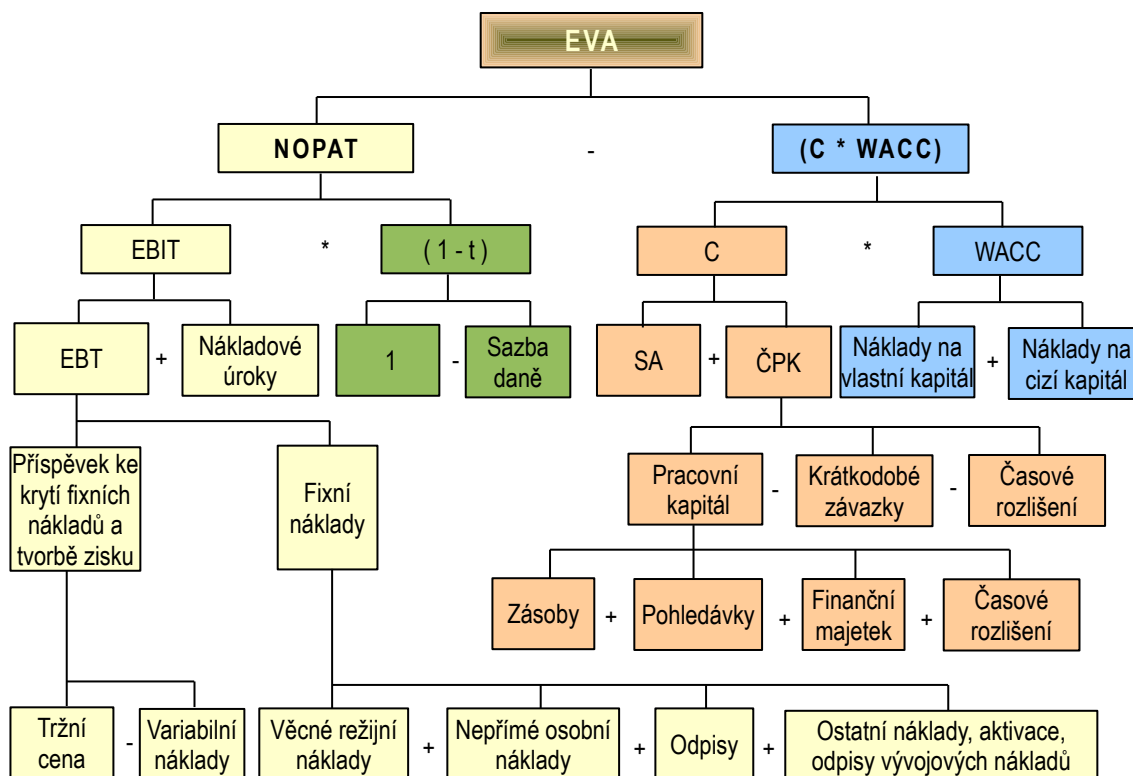 EVA
NOPAT
-
(C * WACC)
EBIT
*
( 1 - t )
C
*
WACC
EBT
+
Nákladové
úroky
1
-
Sazba
daně
SA
+
ČPK
Náklady na
vlastní kapitál
+
Náklady na
cizí kapitál
Příspěvek ke
krytí fixních
nákladů a
tvorbě zisku
Fixní
náklady
Pracovní
kapitál
-
Krátkodobé
závazky
-
Časové
rozlišení
Zásoby
+
Pohledávky
+
Finanční
majetek
+
Časové
rozlišení
Tržní
cena
-
Variabilní
náklady
Věcné režijní
náklady
+
Nepřímé osobní
náklady
+
Odpisy
+
Ostatní náklady, aktivace,
odpisy vývojových nákladů